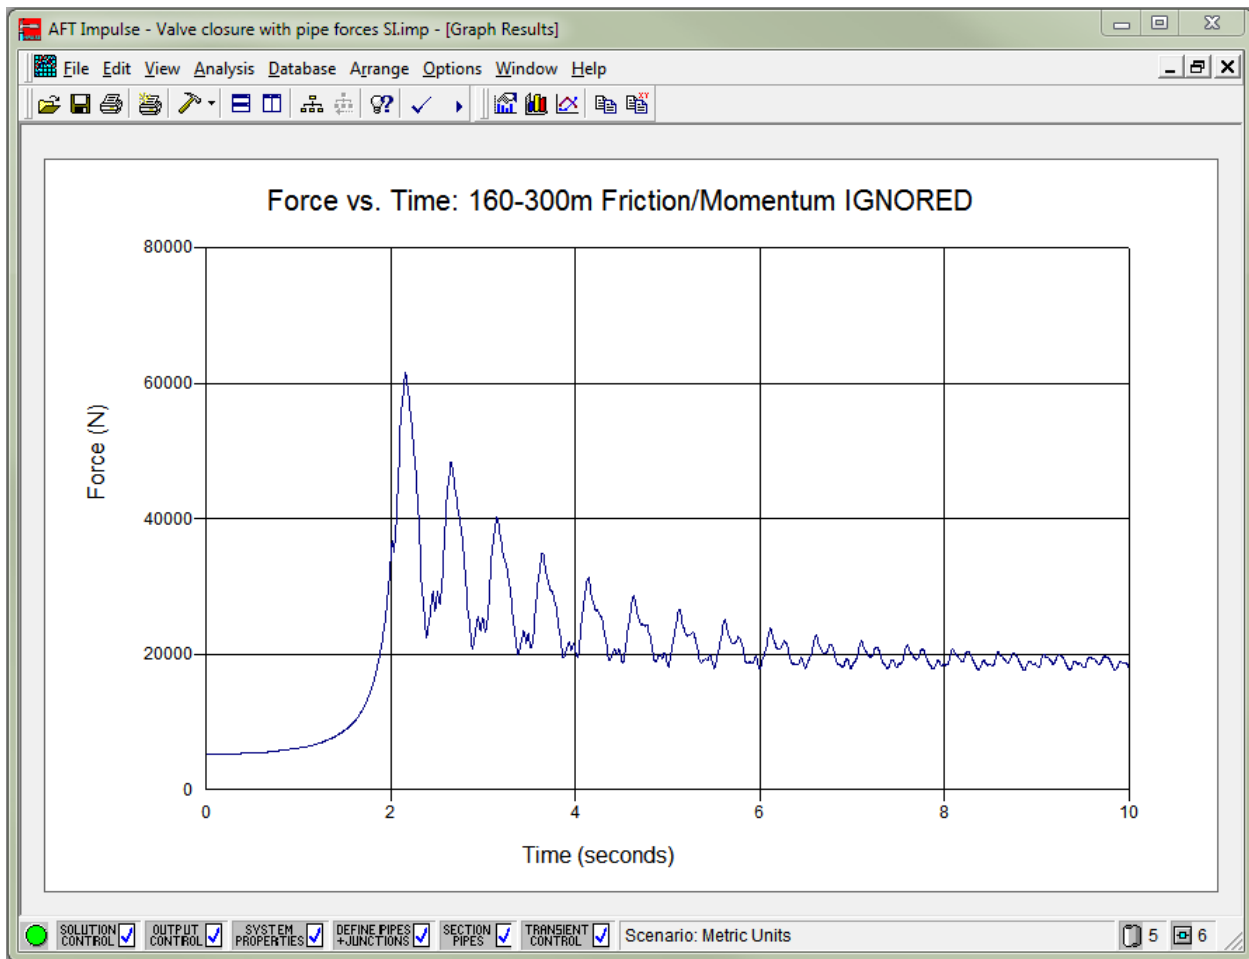 AFT Impulse - Valve closure with pipe forces SI.imp - [Graph Results]
File Edit View Analysis Database Arrange Options Window Help
Force vs. Time: 160-300m Friction/Momentum IGNORED
80000
60000
40000
20000
0
Force (N)
0 2 4 6 8 10
Time (seconds)
SOLUTION CONTROL
OUTPUT CONTROL
SYSTEM PROPERTIES
DEFINE PIPES +JUNCTIONS
SECTION PIPES
TRANSIENT CONTROL
Scenario: Metric Units
5
6